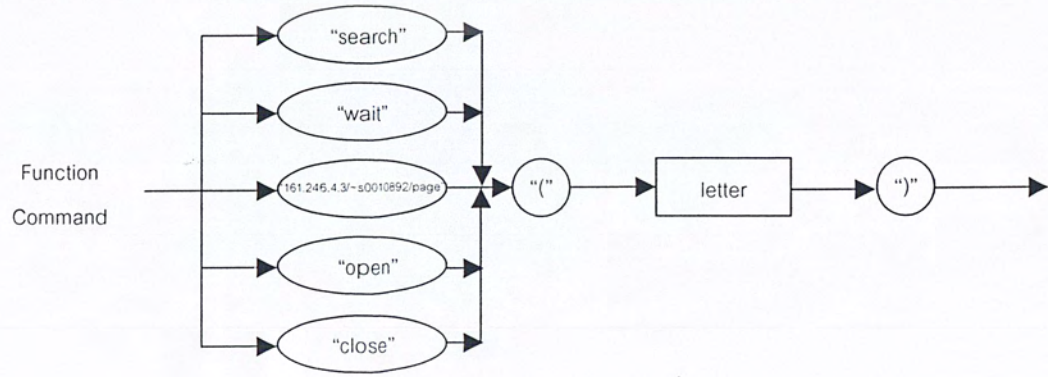 "search"
"wait"
Function
Command
161.246.4.3/~s0010892/page"
"open"
"close"
"("
letter
")"